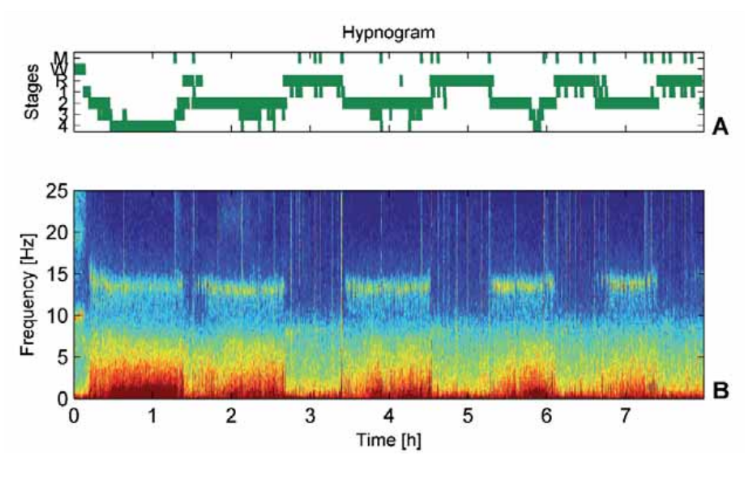 Hypnogram
Stages
M
W
R
1
2
3
4
A
25
20
15
10
5
0
Frequency [Hz]
B
0 1 2 3 4 5 6 7
Time [h]